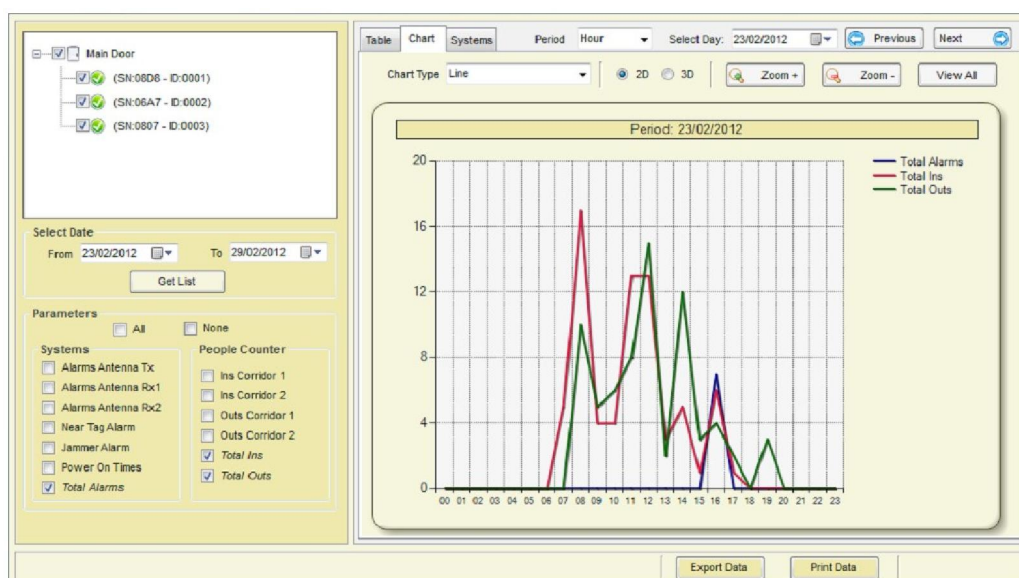 Main Door
(SN:08D8 - ID:0001)
(SN:06A7 - ID:0002)
(SN:0807 - ID:0003)
Select Date
From 23/02/2012 To 29/02/2012
Get List
Parameters
All None
Systems
Alarms Antenna Tx
Alarms Antenna Rx1
Alarms Antenna Rx2
Near Tag Alarm
Jammer Alarm
Power On Times
Total Alarms
People Counter
Ins Corridor 1
Ins Corridor 2
Outs Corridor 1
Outs Corridor 2
Total Ins
Total Outs
Table Chart Systems Period Hour Select Day: 23/02/2012 Previous Next
Chart Type Line 2D 3D Zoom + Zoom - View All
Period: 23/02/2012
Total Alarms
Total Ins
Total Outs
20
16
12
8
4
0
00 01 02 03 04 05 06 07 08 09 10 11 12 13 14 15 16 17 18 19 20 21 22 23
Export Data Print Data